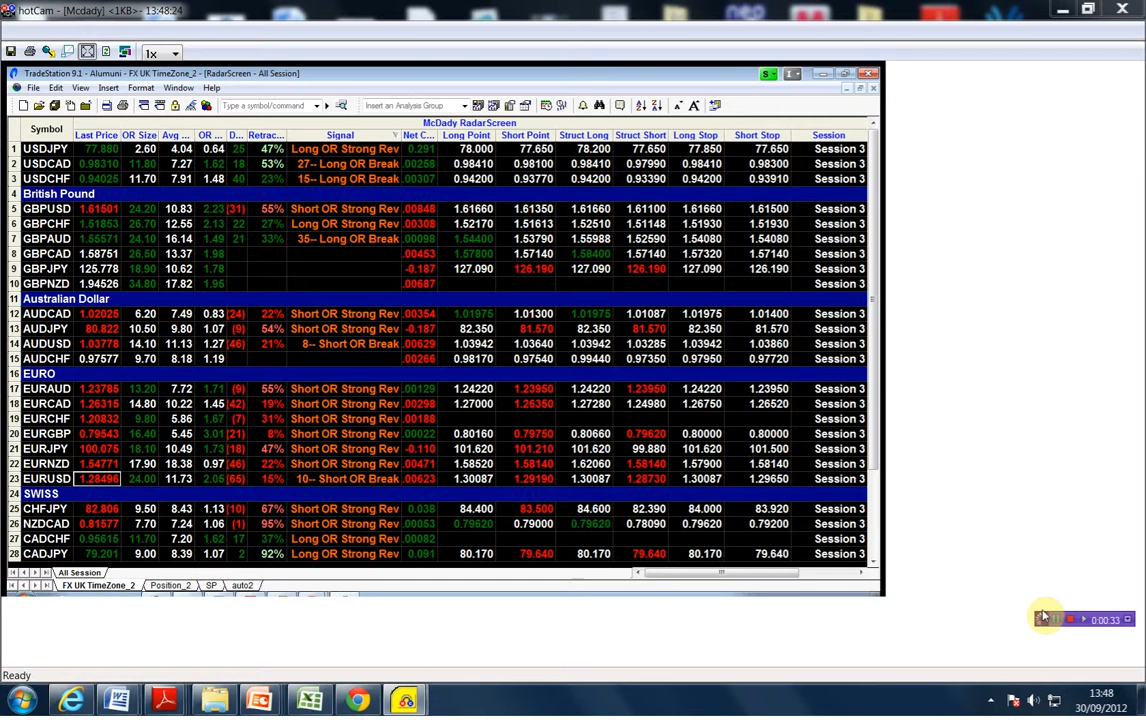 hotCam - [Mcdady] <1KB> - 13:48:24
1x
TradeStation 9.1 - Alumuni - FX UK TimeZone_2 - [RadarScreen - All Session]
S I
File Edit View Insert Format Window Help
Type a symbol/command Insert an Analysis Group
McDady RadarScreen
Symbol Last Price OR Size Avg ... OR ... D... Retrac... Signal Net C... Long Point Short Point Struct Long Struct Short Long Stop Short Stop Session
1 USDJPY 77.880 2.60 4.04 0.64 25 47% Long OR Strong Rev 0.291 78.000 77.650 78.200 77.650 77.850 77.650 Session 3
2 USDCAD 0.98310 11.80 7.27 1.62 18 53% 27-- Long OR Break .00258 0.98410 0.98100 0.98410 0.97990 0.98410 0.98300 Session 3
3 USDCHF 0.94025 11.70 7.91 1.48 40 23% 15-- Long OR Break .00307 0.94200 0.93770 0.94200 0.93390 0.94200 0.93910 Session 3
4 British Pound
5 GBPUSD 1.61501 24.20 10.83 2.23 [31] 55% Short OR Strong Rev .00848 1.61660 1.61350 1.61660 1.61100 1.61660 1.61500 Session 3
6 GBPCHF 1.51853 26.70 12.55 2.13 22 27% Long OR Strong Rev .00308 1.52170 1.51613 1.52510 1.51148 1.51930 1.51930 Session 3
7 GBPAUD 1.55571 24.10 16.14 1.49 21 33% 35-- Long OR Break .00098 1.54400 1.53790 1.55988 1.52590 1.54080 1.54080 Session 3
8 GBPCAD 1.58751 26.50 13.37 1.98 .00453 1.57800 1.57140 1.58400 1.57140 1.57320 1.57140 Session 3
9 GBPJPY 125.778 18.90 10.62 1.78 -0.187 127.090 126.190 127.090 126.190 127.090 126.190 Session 3
10 GBPNZD 1.94526 34.80 17.82 1.95 .00687 Session 3
11 Australian Dollar
12 AUDCAD 1.02025 6.20 7.49 0.83 [24] 22% Short OR Strong Rev .00354 1.01975 1.01300 1.01975 1.01087 1.01975 1.01400 Session 3
13 AUDJPY 80.822 10.50 9.80 1.07 (9) 54% Short OR Strong Rev -0.187 82.350 81.570 82.350 81.570 82.350 81.570 Session 3
14 AUDUSD 1.03778 14.10 11.13 1.27 [46] 21% 8-- Short OR Break .00629 1.03942 1.03640 1.03942 1.03285 1.03942 1.03860 Session 3
15 AUDCHF 0.97577 9.70 8.18 1.19 .00266 0.98170 0.97540 0.99440 0.97350 0.97950 0.97720 Session 3
16 EURO
17 EURAUD 1.23785 13.20 7.72 1.71 (9) 55% Short OR Strong Rev .00129 1.24220 1.23950 1.24220 1.23950 1.24220 1.23950 Session 3
18 EURCAD 1.26315 14.80 10.22 1.45 [42] 19% Short OR Strong Rev .00298 1.27000 1.26350 1.27280 1.24980 1.26760 1.26520 Session 3
19 EURCHF 1.20832 9.80 5.86 1.67 (7) 31% Short OR Strong Rev .00188 Session 3
20 EURGBP 0.79543 16.40 5.45 3.01 [21] 8% Short OR Strong Rev .00022 0.80160 0.79750 0.80660 0.79620 0.80000 0.80000 Session 3
21 EURJPY 100.075 18.10 10.49 1.73 [18] 47% Short OR Strong Rev -0.110 101.620 101.210 101.620 99.880 101.620 101.210 Session 3
22 EURNZD 1.54771 17.90 18.38 0.97 [46] 22% Short OR Strong Rev .00471 1.58520 1.58140 1.62060 1.58140 1.57900 1.58140 Session 3
23 EURUSD 1.28496 24.00 11.73 2.05 [65] 15% 10-- Short OR Break .00623 1.30087 1.29190 1.30087 1.28730 1.30087 1.29650 Session 3
24 SWISS
25 CHFJPY 82.806 9.50 8.43 1.13 [10] 67% Short OR Strong Rev 0.038 84.400 83.500 84.600 82.390 84.000 83.920 Session 3
26 NZDCAD 0.81577 7.70 7.24 1.06 (1) 95% Short OR Strong Rev .00053 0.79620 0.79000 0.79620 0.78090 0.79620 0.79200 Session 3
27 CADCHF 0.95615 11.70 7.20 1.62 17 37% Long OR Strong Rev .00082 Session 3
28 CADJPY 79.201 9.00 8.39 1.07 2 92% Long OR Strong Rev 0.091 80.170 79.640 80.170 79.640 80.170 79.640 Session 3
All Session
FX UK TimeZone_2 Position_2 SP auto2
0:00:33
Ready
13:48
30/09/2012